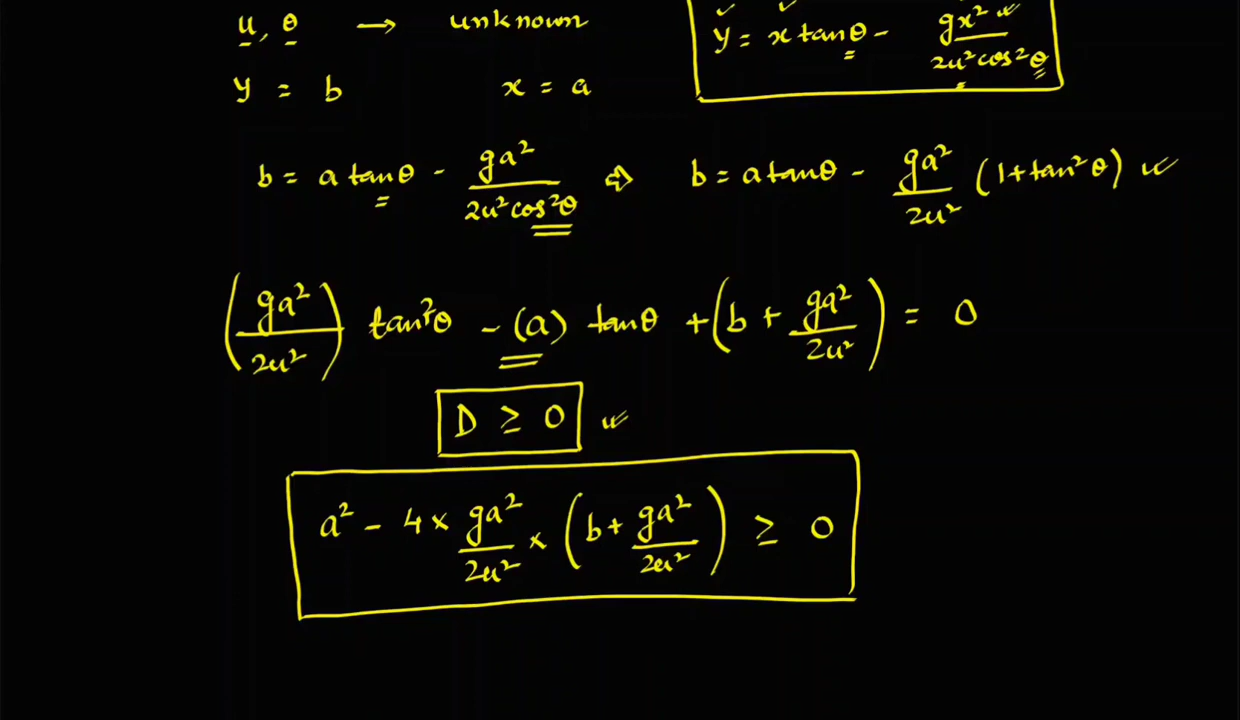 u, θ → unknown
y = x tanθ - gx²/2u²cos²θ
y = b x = a
b = a tanθ - ga²/2u²cos²θ ⇨ b = a tanθ - ga²/2u² (1+tan²θ)
(ga²/2u²) tan²θ - (a) tanθ + (b + ga²/2u²) = 0
D ≥ 0
a² - 4 × ga²/2u² × (b + ga²/2u²) ≥ 0